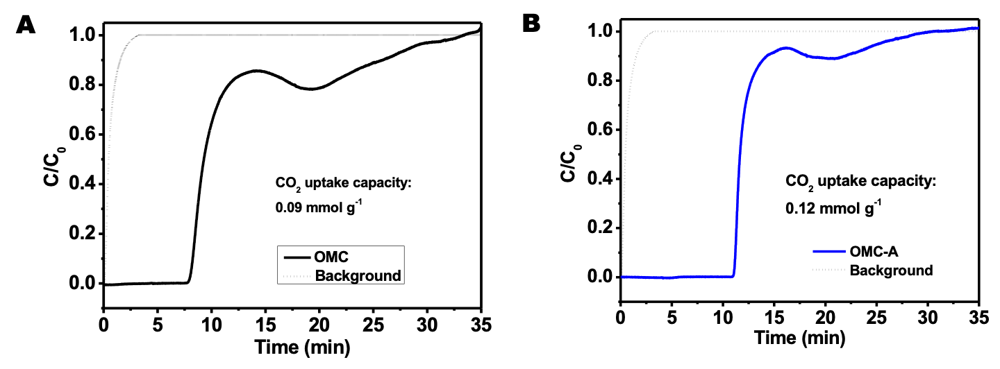 A
1.0
0.8
0.6
0.4
0.2
0.0
C/C₀
CO₂ uptake capacity:
0.09 mmol g⁻¹
OMC
Background
0 5 10 15 20 25 30 35
Time (min)
B
1.0
0.8
0.6
0.4
0.2
0.0
C/C₀
CO₂ uptake capacity:
0.12 mmol g⁻¹
OMC-A
Background
0 5 10 15 20 25 30 35
Time (min)